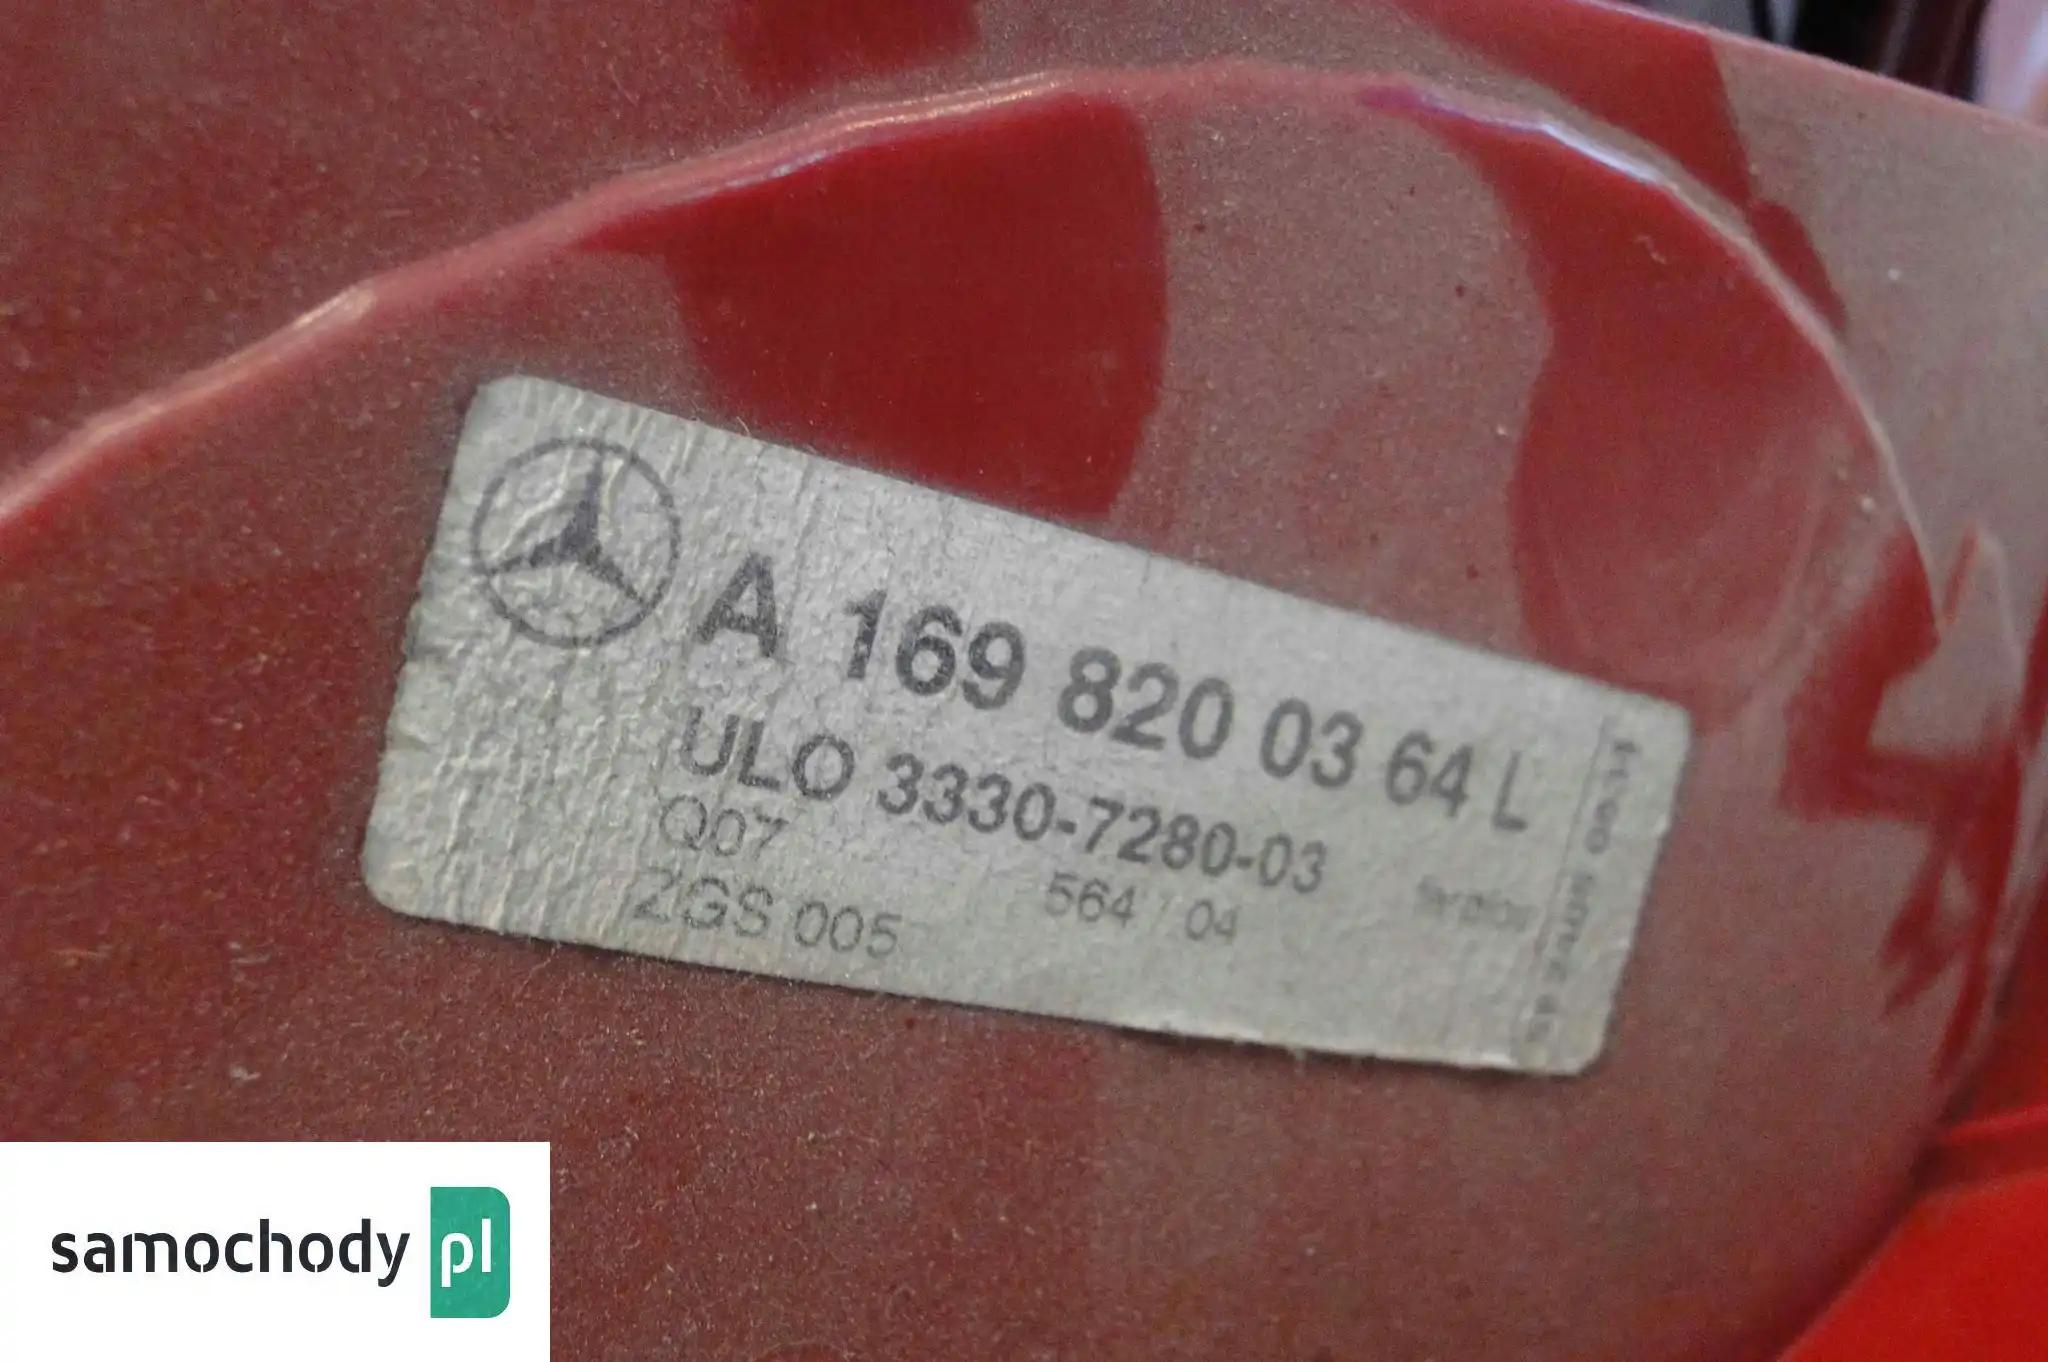 A 169 820 03 64 L
ULO 3330-7280-03
Q07
564 / 04
ZGS 005
samochody pl